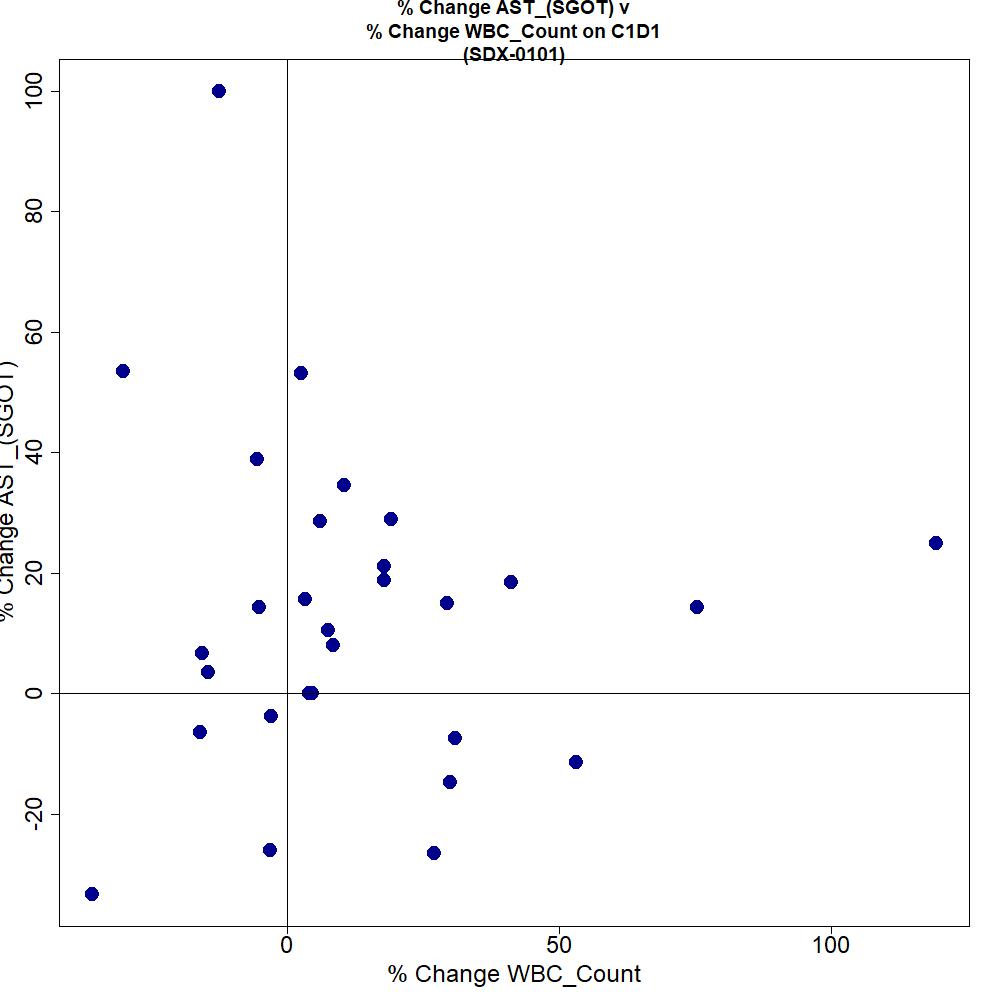 % Change AST_(SGOT) v
% Change WBC_Count on C1D1
(SDX-0101)
% Change AST_(SGOT)
100
80
60
40
20
0
-20
0
50
100
% Change WBC_Count